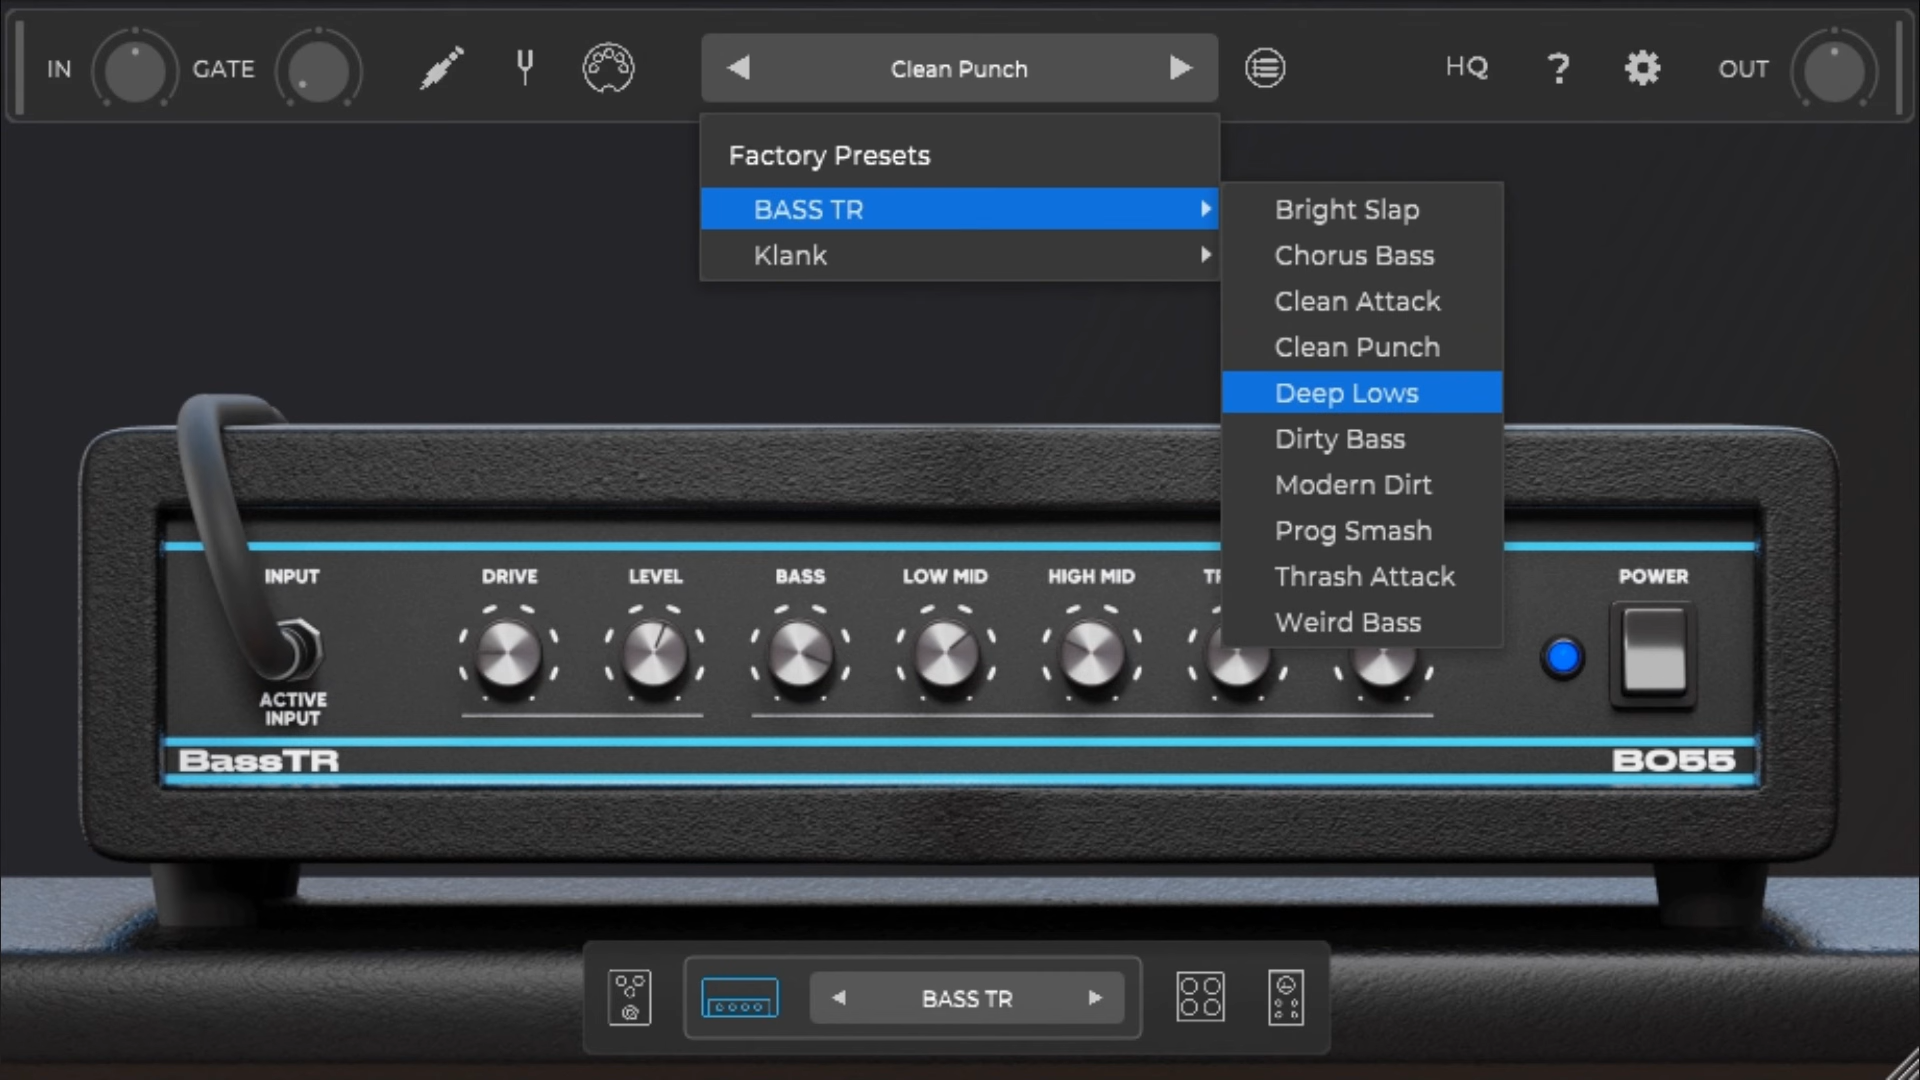 IN
GATE
Clean Punch
HQ
?
OUT
Factory Presets
BASS TR
Klank
Bright Slap
Chorus Bass
Clean Attack
Clean Punch
Deep Lows
Dirty Bass
Modern Dirt
Prog Smash
Thrash Attack
Weird Bass
INPUT
DRIVE
LEVEL
BASS
LOW MID
HIGH MID
POWER
ACTIVE
INPUT
BassTR
BO55
BASS TR